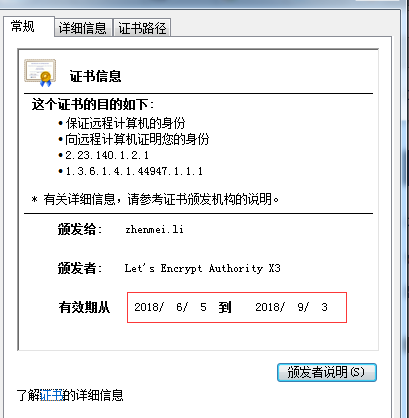 常规 详细信息 证书路径
证书信息
这个证书的目的如下:
•保证远程计算机的身份
•向远程计算机证明您的身份
•2.23.140.1.2.1
•1.3.6.1.4.1.44947.1.1.1
* 有关详细信息，请参考证书颁发机构的说明。
颁发给: zhenmei.li
颁发者: Let's Encrypt Authority X3
有效期从 2018/ 6/ 5 到 2018/ 9/ 3
颁发者说明(S)
了解证书的详细信息